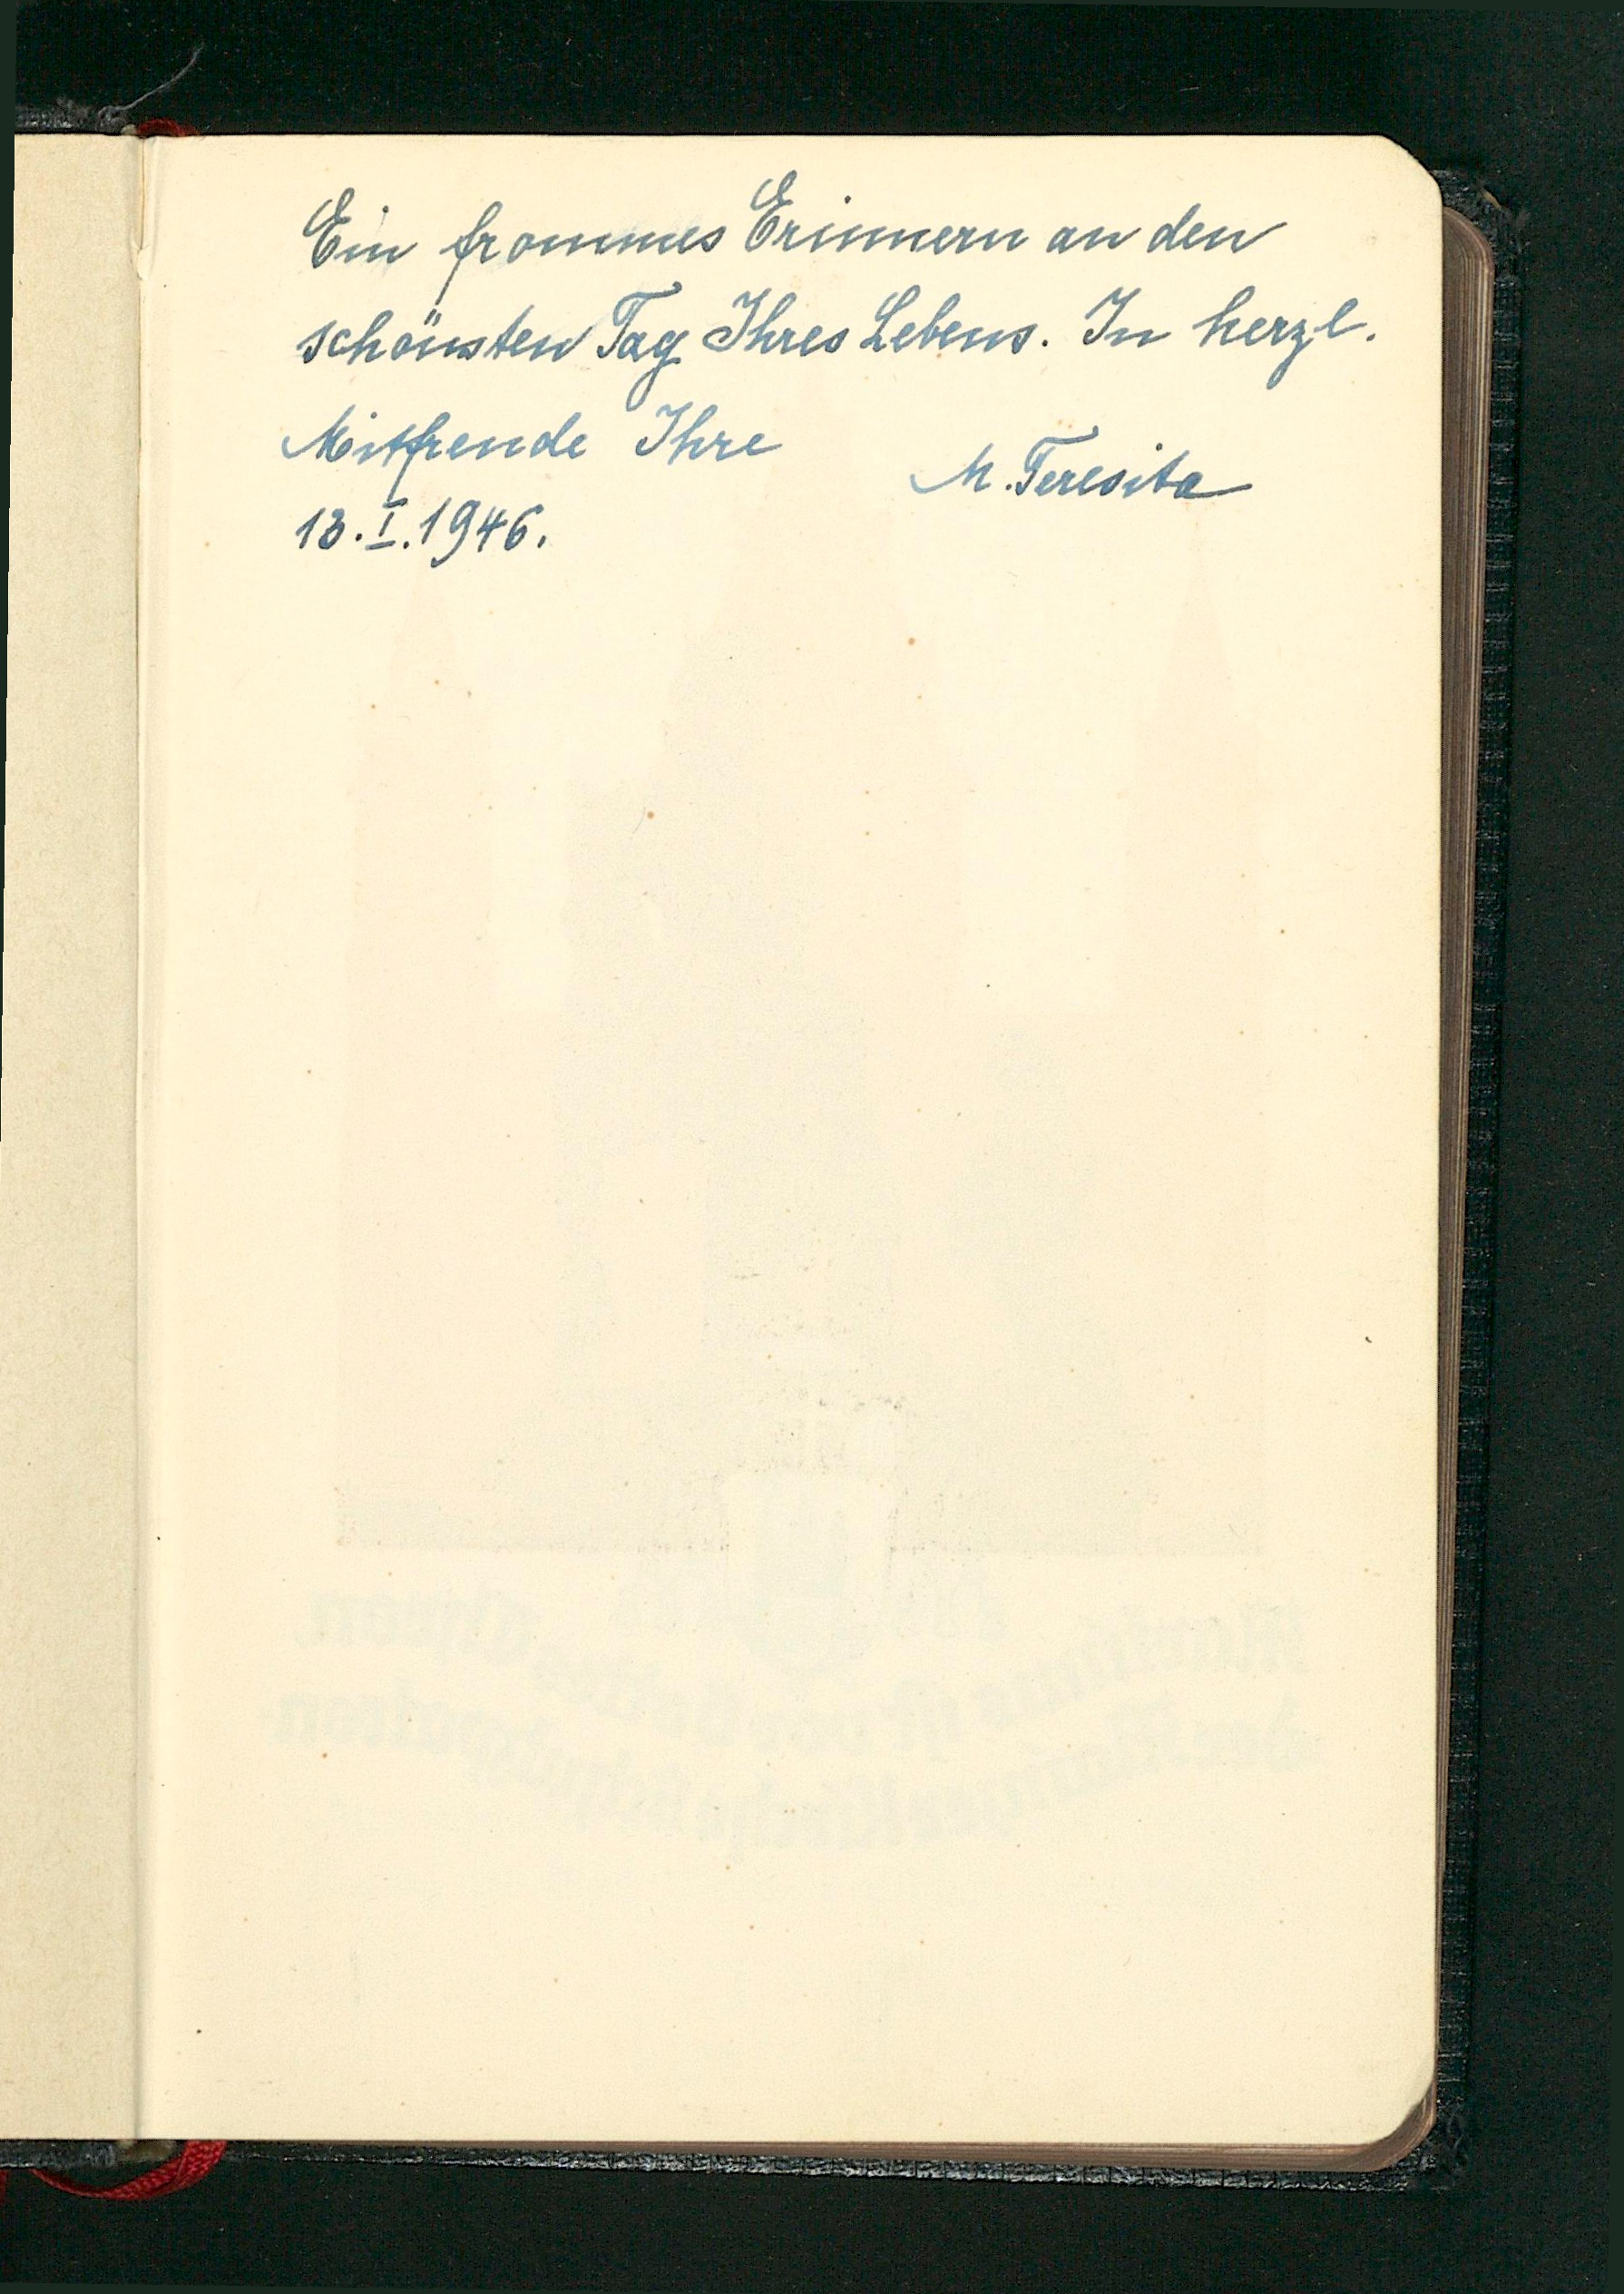 Ein frommes Erinnern an den
schönsten Tag Ihres Lebens. In herzl.
Mitfreude Ihre
M. Teresita
13.I.1946.